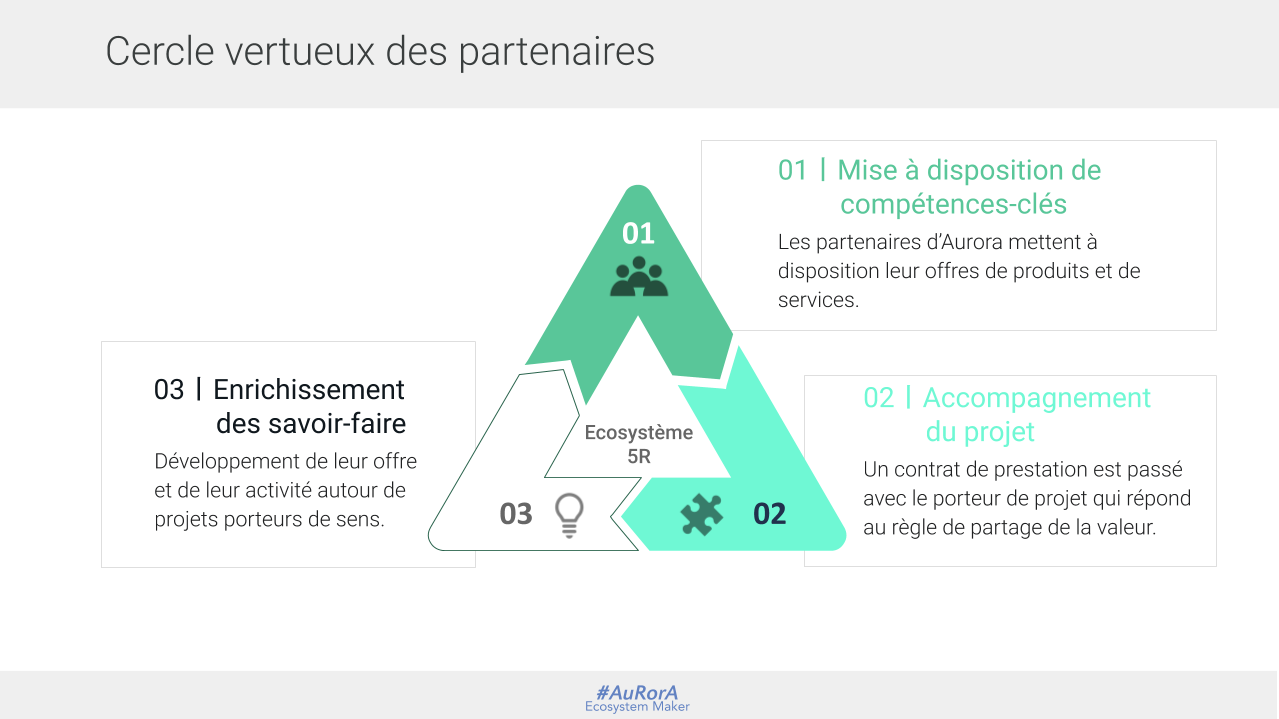 Cercle vertueux des partenaires
01 | Mise à disposition de
compétences-clés
Les partenaires d’Aurora mettent à
disposition leur offres de produits et de
services.
01
03 | Enrichissement
des savoir-faire
Développement de leur offre
et de leur activité autour de
projets porteurs de sens.
Ecosystème
5R
03
02
02 | Accompagnement
du projet
Un contrat de prestation est passé
avec le porteur de projet qui répond
au règle de partage de la valeur.
#AuRorA
Ecosystem Maker